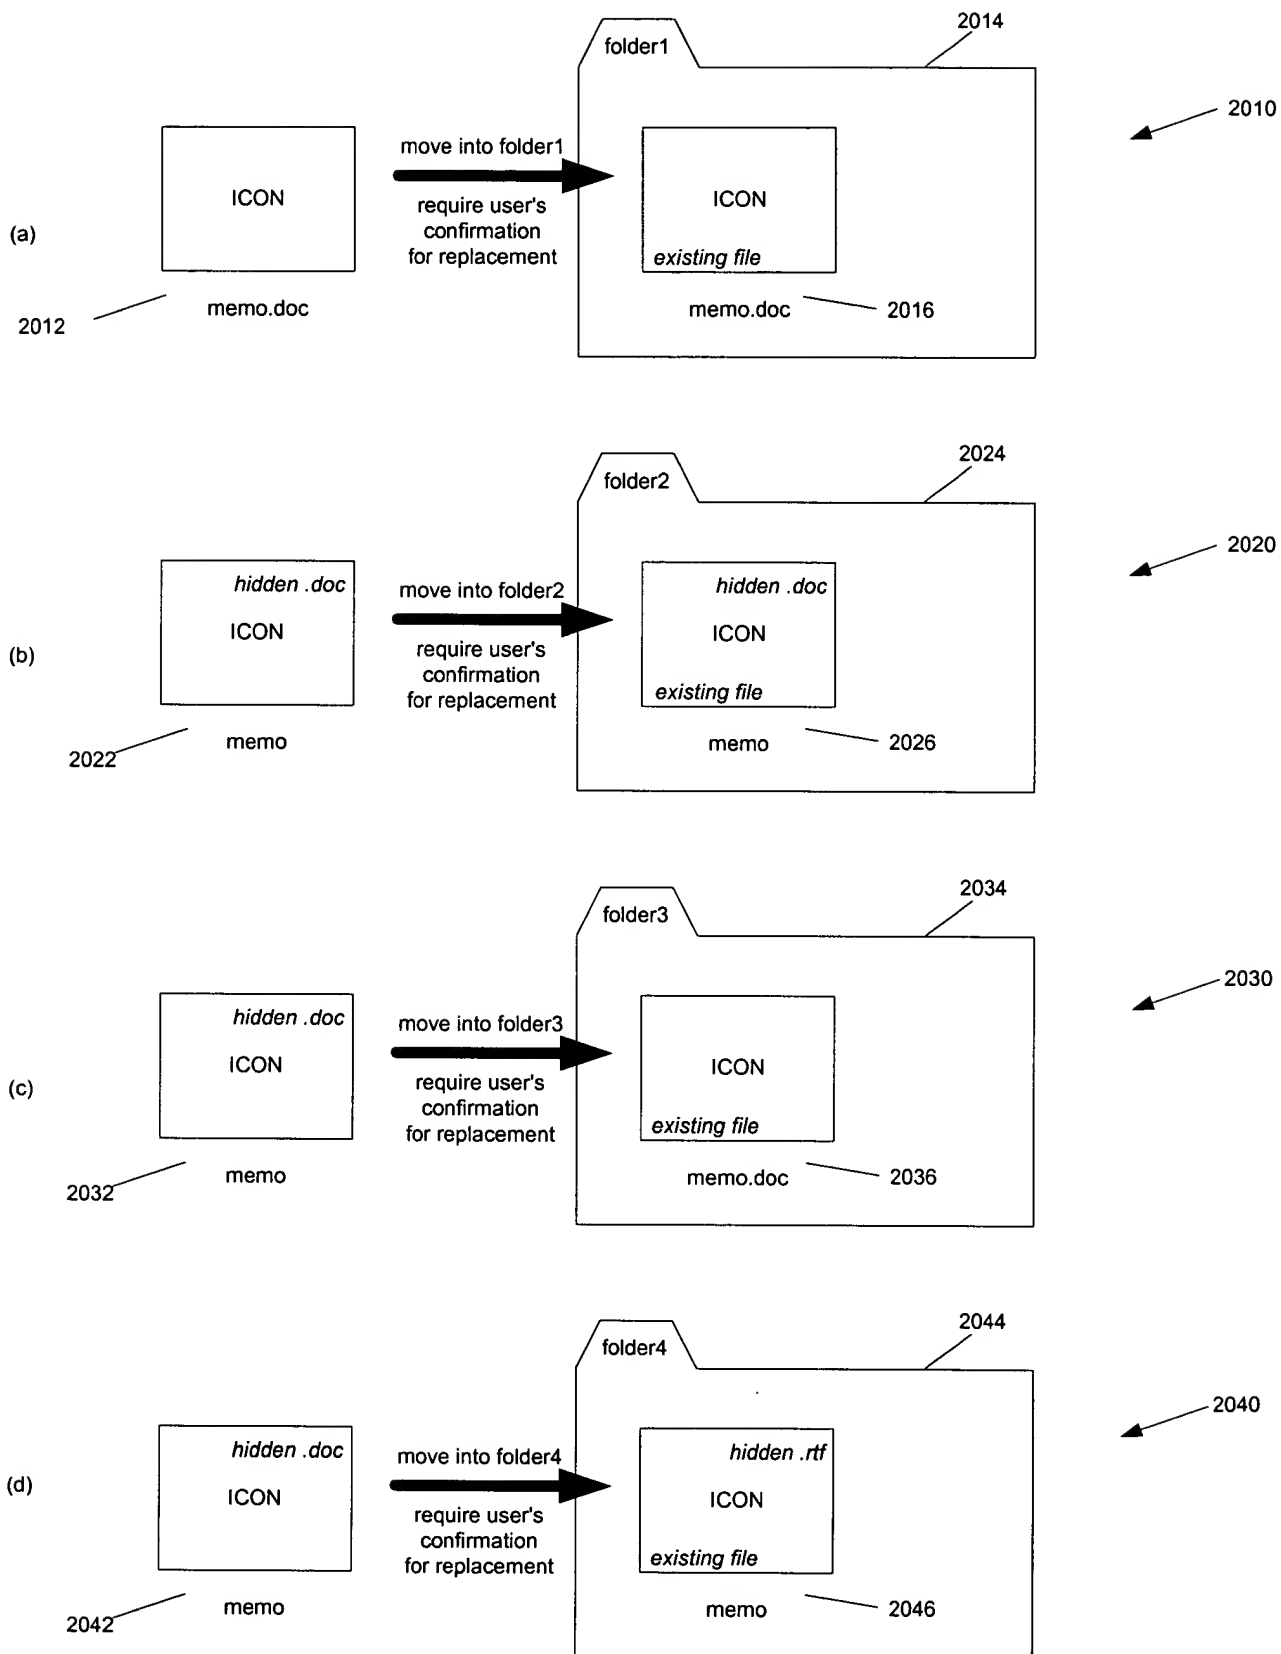 folder1
2014
2010
move into folder1
ICON
ICON
require user's
confirmation
for replacement
(a)
existing file
memo.doc
memo.doc
2016
2012
folder2
2024
2020
hidden .doc
move into folder2
hidden .doc
ICON
ICON
require user's
confirmation
for replacement
(b)
existing file
memo
memo
2026
2022
folder3
2034
2030
hidden .doc
move into folder3
ICON
ICON
require user's
confirmation
for replacement
(c)
existing file
memo
memo.doc
2036
2032
folder4
2044
2040
hidden .doc
move into folder4
hidden .rtf
ICON
ICON
(d)
require user's
confirmation
for replacement
existing file
memo
memo
2046
2042